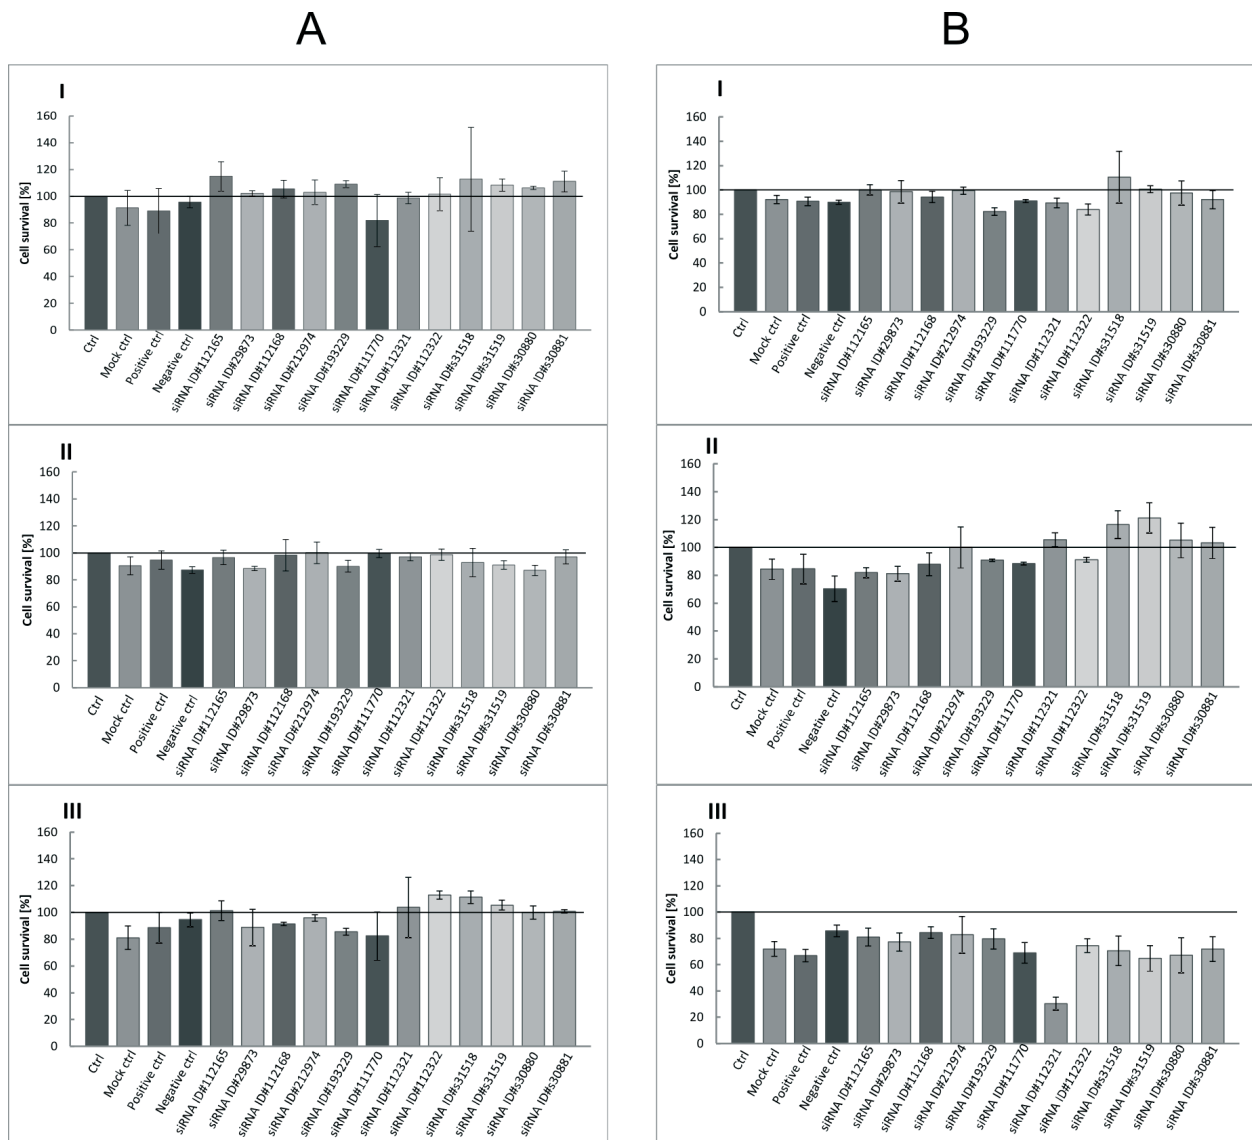 A
B
I
160
140
120
100
80
60
40
20
0
Cell survival [%]
Ctrl
Mock ctrl
Positive ctrl
Negative ctrl
siRNA ID#112165
siRNA ID#29873
siRNA ID#112168
siRNA ID#212974
siRNA ID#193229
siRNA ID#111770
siRNA ID#112321
siRNA ID#112322
siRNA ID#s31518
siRNA ID#s31519
siRNA ID#s30880
siRNA ID#s30881
I
160
140
120
100
80
60
40
20
0
Cell survival [%]
Ctrl
Mock ctrl
Positive ctrl
Negative ctrl
siRNA ID#112165
siRNA ID#29873
siRNA ID#112168
siRNA ID#212974
siRNA ID#193229
siRNA ID#111770
siRNA ID#112321
siRNA ID#112322
siRNA ID#s31518
siRNA ID#s31519
siRNA ID#s30880
siRNA ID#s30881
II
160
140
120
100
80
60
40
20
0
Cell survival [%]
Ctrl
Mock ctrl
Positive ctrl
Negative ctrl
siRNA ID#112165
siRNA ID#29873
siRNA ID#112168
siRNA ID#212974
siRNA ID#193229
siRNA ID#111770
siRNA ID#112321
siRNA ID#112322
siRNA ID#s31518
siRNA ID#s31519
siRNA ID#s30880
siRNA ID#s30881
II
160
140
120
100
80
60
40
20
0
Cell survival [%]
Ctrl
Mock ctrl
Positive ctrl
Negative ctrl
siRNA ID#112165
siRNA ID#29873
siRNA ID#112168
siRNA ID#212974
siRNA ID#193229
siRNA ID#111770
siRNA ID#112321
siRNA ID#112322
siRNA ID#s31518
siRNA ID#s31519
siRNA ID#s30880
siRNA ID#s30881
III
160
140
120
100
80
60
40
20
0
Cell survival [%]
Ctrl
Mock ctrl
Positive ctrl
Negative ctrl
siRNA ID#112165
siRNA ID#29873
siRNA ID#112168
siRNA ID#212974
siRNA ID#193229
siRNA ID#111770
siRNA ID#112321
siRNA ID#112322
siRNA ID#s31518
siRNA ID#s31519
siRNA ID#s30880
siRNA ID#s30881
III
160
140
120
100
80
60
40
20
0
Cell survival [%]
Ctrl
Mock ctrl
Positive ctrl
Negative ctrl
siRNA ID#112165
siRNA ID#29873
siRNA ID#112168
siRNA ID#212974
siRNA ID#193229
siRNA ID#111770
siRNA ID#112321
siRNA ID#112322
siRNA ID#s31518
siRNA ID#s31519
siRNA ID#s30880
siRNA ID#s30881